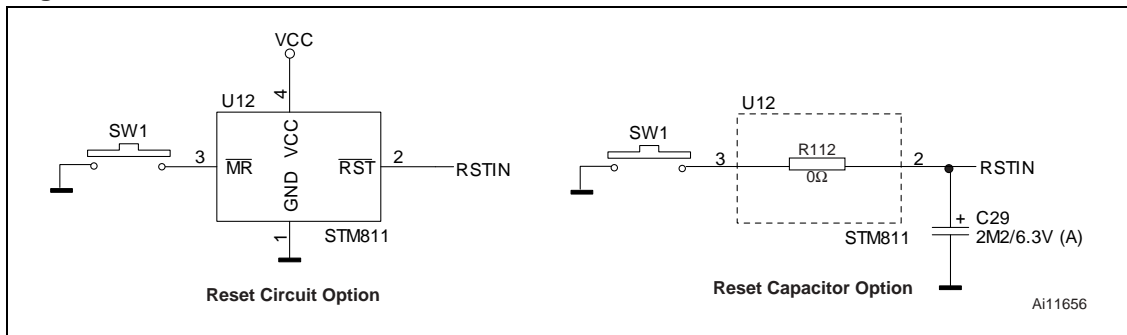 VCC
U12
4
SW1
3
MR
VCC
GND
RST
2
RSTIN
1
STM811
Reset Circuit Option
U12
SW1
3
R112
0Ω
2
RSTIN
STM811
+ C29
2M2/6.3V (A)
Reset Capacitor Option
Ai11656